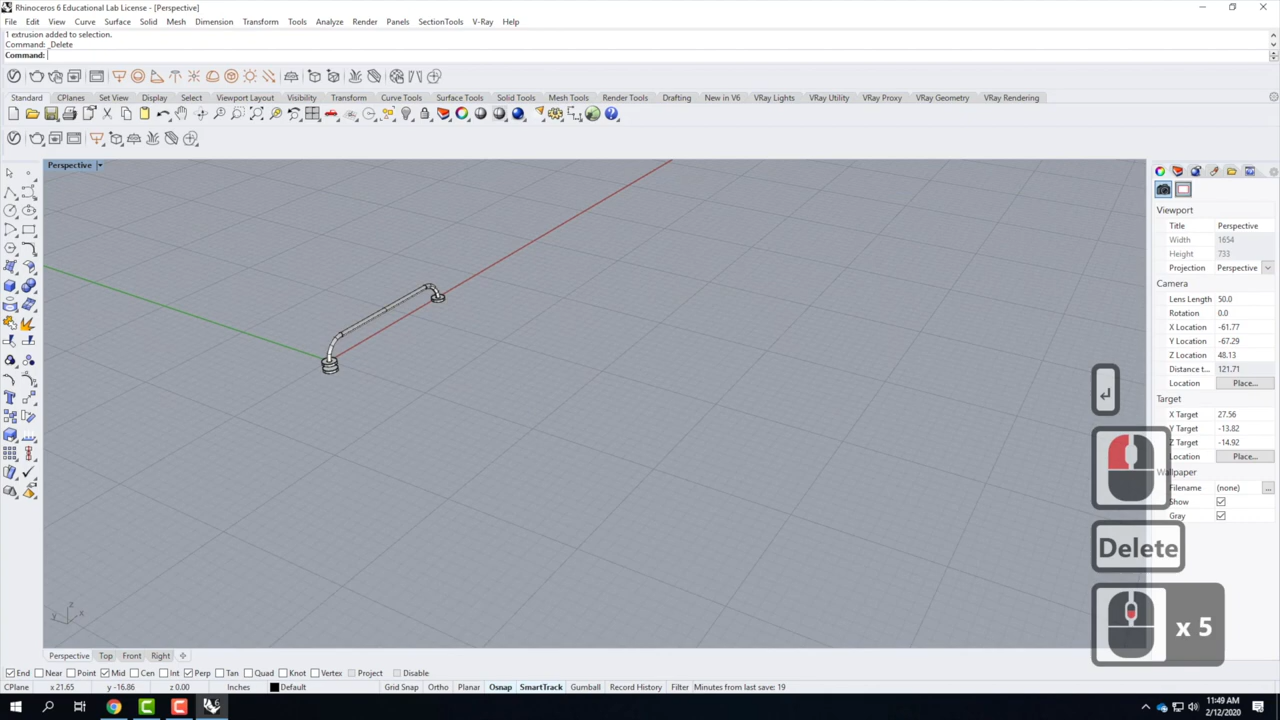 Rhinoceros 6 Educational Lab License - [Perspective]
File Edit View Curve Surface Solid Mesh Dimension Transform Tools Analyze Render Panels SectionTools V-Ray Help
1 extrusion added to selection.
Command: _Delete
Command:
Standard CPlanes Set View Display Select Viewport Layout Visibility Transform Curve Tools Surface Tools Solid Tools Mesh Tools Render Tools Drafting New in V6 VRay Lights VRay Utility VRay Proxy VRay Geometry VRay Rendering
Perspective
Viewport
Title Perspective
Width 1654
Height 733
Projection Perspective
Camera
Lens Length 50.0
Rotation 0.0
X Location -61.77
Y Location -67.29
Z Location 48.13
Distance t... 121.71
Location Place...
Target
X Target 27.56
Y Target -13.82
Z Target -14.92
Location Place...
Wallpaper
Filename (none) ...
Show
Gray
Delete
x 5
z
y x
Perspective Top Front Right
End Near Point Mid Cen Int Perp Tan Quad Knot Vertex Project Disable
CPlane x 21.65 y -16.86 z 0.00 Inches Default Grid Snap Ortho Planar Osnap SmartTrack Gumball Record History Filter Minutes from last save: 19
11:49 AM
2/12/2020